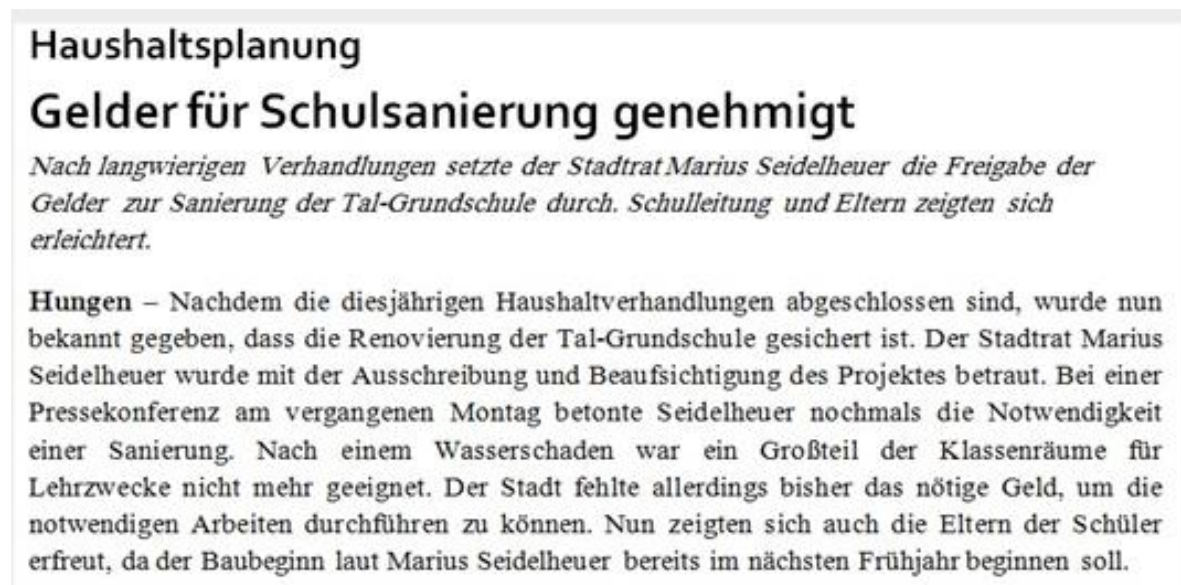 Haushaltsplanung
Gelder für Schulsanierung genehmigt
Nach langwierigen Verhandlungen setzte der Stadtrat Marius Seidelheuer die Freigabe der
Gelder zur Sanierung der Tal-Grundschule durch. Schulleitung und Eltern zeigten sich
erleichtert.
Hungen – Nachdem die diesjährigen Haushaltverhandlungen abgeschlossen sind, wurde nun
bekannt gegeben, dass die Renovierung der Tal-Grundschule gesichert ist. Der Stadtrat Marius
Seidelheuer wurde mit der Ausschreibung und Beaufsichtigung des Projektes betraut. Bei einer
Pressekonferenz am vergangenen Montag betonte Seidelheuer nochmals die Notwendigkeit
einer Sanierung. Nach einem Wasserschaden war ein Großteil der Klassenräume für
Lehrzwecke nicht mehr geeignet. Der Stadt fehlte allerdings bisher das nötige Geld, um die
notwendigen Arbeiten durchführen zu können. Nun zeigten sich auch die Eltern der Schüler
erfreut, da der Baubeginn laut Marius Seidelheuer bereits im nächsten Frühjahr beginnen soll.